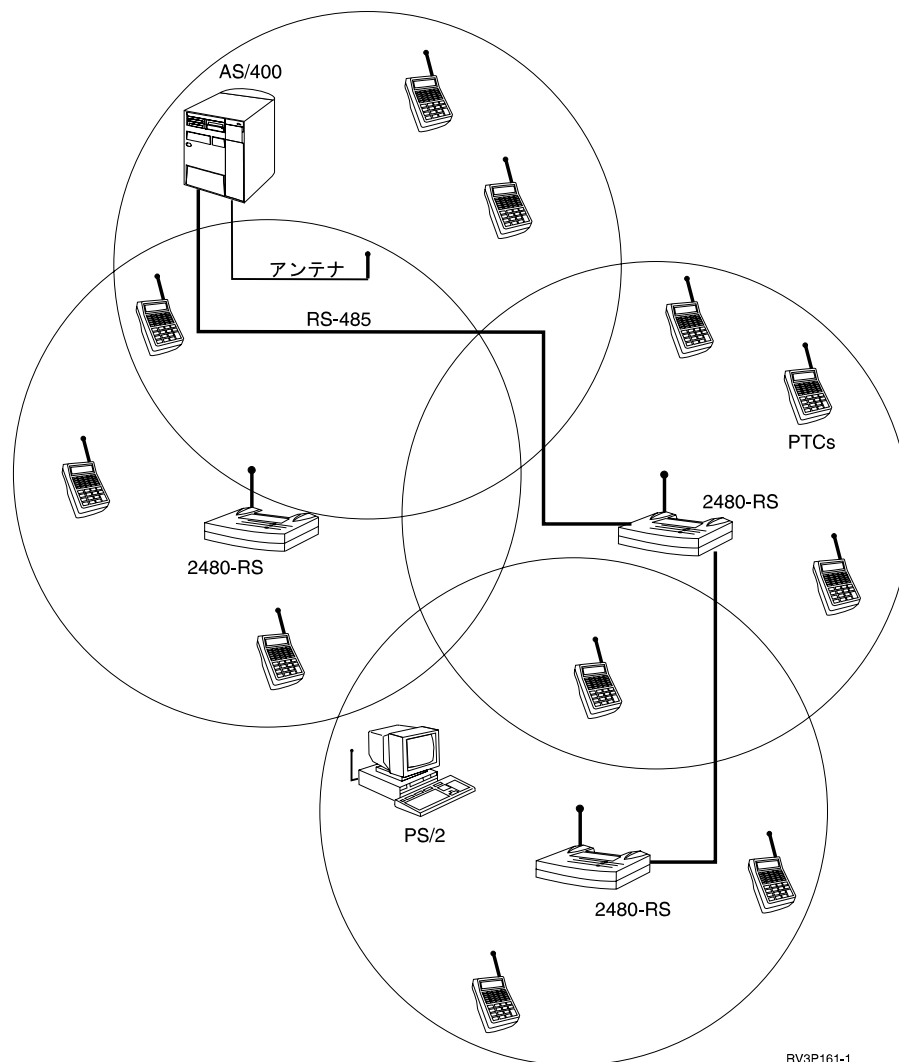 AS/400
アンテナ
RS-485
PTCs
2480-RS
2480-RS
PS/2
2480-RS
RV3P161-1